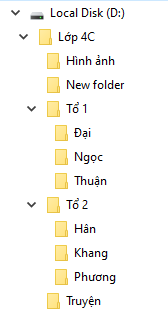 Local Disk (D:)
Lớp 4C
Hình ảnh
New folder
Tổ 1
Đại
Ngọc
Thuận
Tổ 2
Hân
Khang
Phương
Truyện